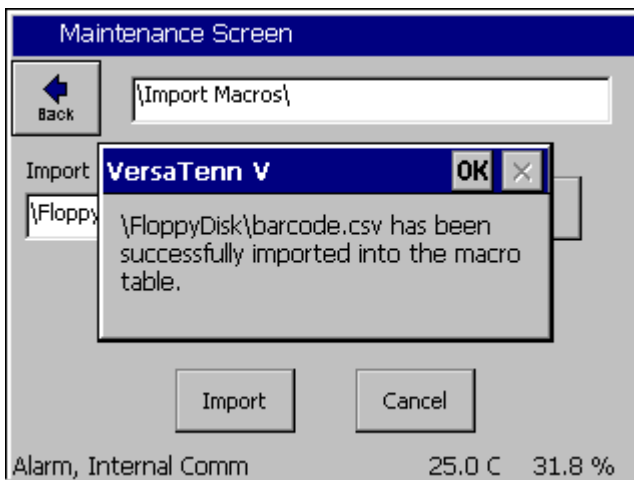 Maintenance Screen
Back
\Import Macros\
Import
\Floppy
VersaTenn V
OK
\FloppyDisk\barcode.csv has been
successfully imported into the macro
table.
Import
Cancel
Alarm, Internal Comm 25.0 C 31.8 %